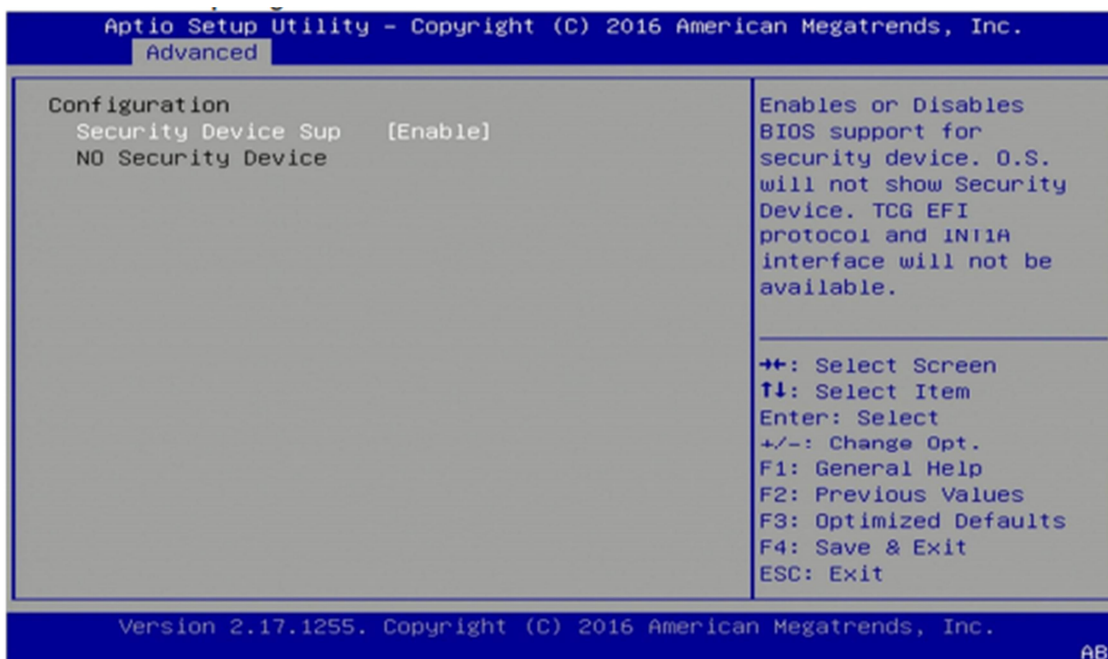 Aptio Setup Utility – Copyright (C) 2016 American Megatrends, Inc.
Advanced
Configuration
Security Device Sup [Enable]
NO Security Device
Enables or Disables
BIOS support for
security device. O.S.
will not show Security
Device. TCG EFI
protocol and INT1A
interface will not be
available.
→←: Select Screen
↑↓: Select Item
Enter: Select
+/-: Change Opt.
F1: General Help
F2: Previous Values
F3: Optimized Defaults
F4: Save & Exit
ESC: Exit
Version 2.17.1255. Copyright (C) 2016 American Megatrends, Inc.
AB